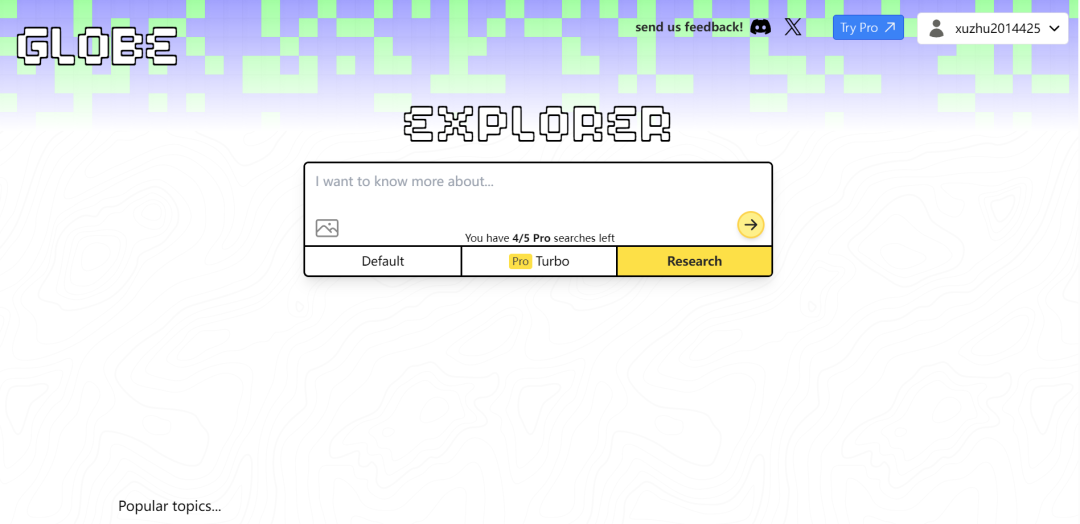 GLOBE
send us feedback!
Try Pro
xuzhu2014425
EXPLORER
I want to know more about...
You have 4/5 Pro searches left
Default
Pro Turbo
Research
Popular topics...